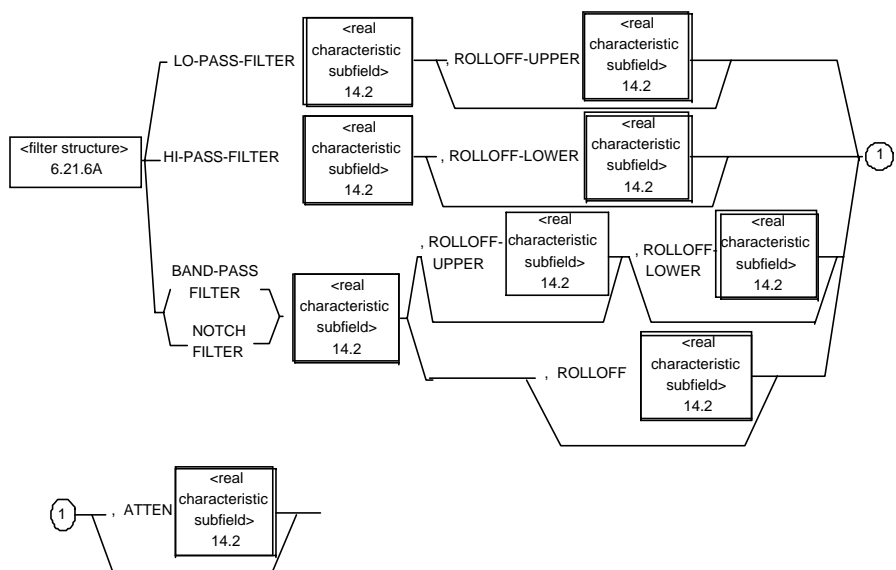 <real
characteristic
subfield>
14.2
LO-PASS-FILTER
, ROLLOFF-UPPER
<real
characteristic
subfield>
14.2
<filter structure>
6.21.6A
HI-PASS-FILTER
<real
characteristic
subfield>
14.2
, ROLLOFF-LOWER
<real
characteristic
subfield>
14.2
1
BAND-PASS
FILTER
NOTCH
FILTER
<real
characteristic
subfield>
14.2
, ROLLOFF-
UPPER
<real
characteristic
subfield>
14.2
, ROLLOFF-
LOWER
<real
characteristic
subfield>
14.2
, ROLLOFF
<real
characteristic
subfield>
14.2
1
, ATTEN
<real
characteristic
subfield>
14.2